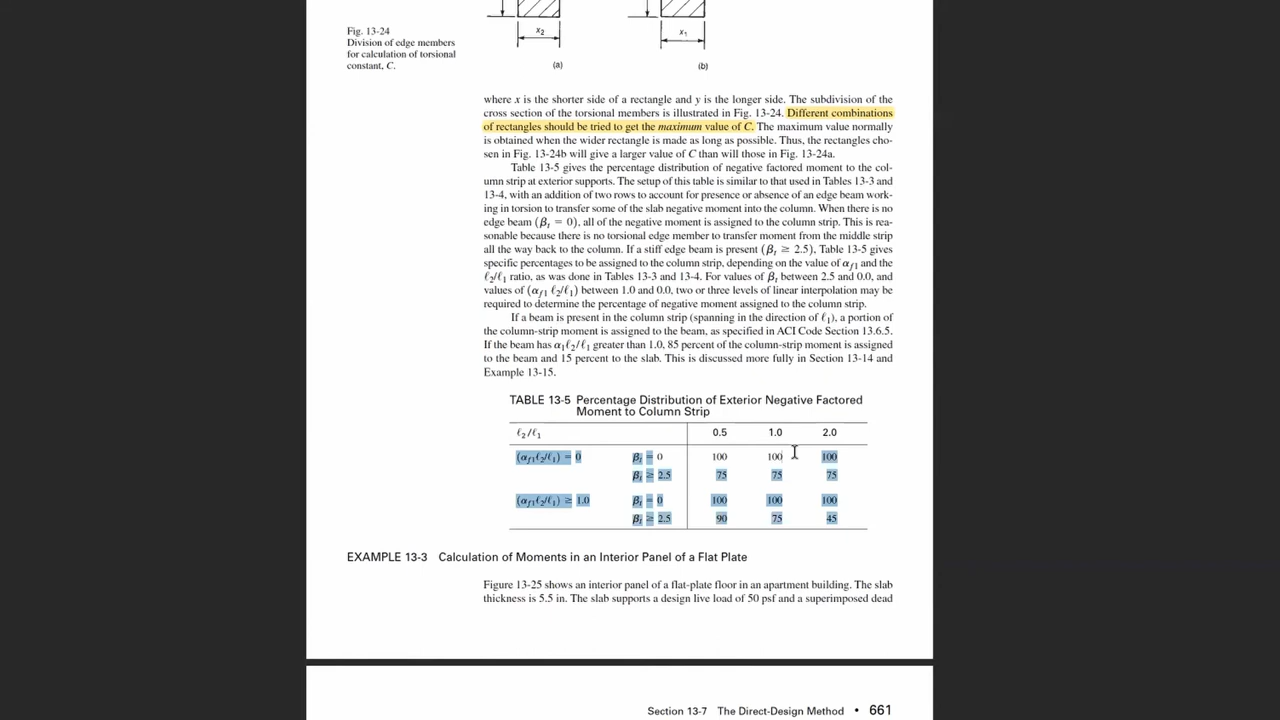 x₂
x₁
Fig. 13-24
Division of edge members
for calculation of torsional
constant, C.
(a)
(b)
where x is the shorter side of a rectangle and y is the longer side. The subdivision of the
cross section of the torsional members is illustrated in Fig. 13-24. Different combinations
of rectangles should be tried to get the maximum value of C. The maximum value normally
is obtained when the wider rectangle is made as long as possible. Thus, the rectangles cho-
sen in Fig. 13-24b will give a larger value of C than will those in Fig. 13-24a.
Table 13-5 gives the percentage distribution of negative factored moment to the col-
umn strip at exterior supports. The setup of this table is similar to that used in Tables 13-3 and
13-4, with an addition of two rows to account for presence or absence of an edge beam work-
ing in torsion to transfer some of the slab negative moment into the column. When there is no
edge beam (βₜ = 0), all of the negative moment is assigned to the column strip. This is rea-
sonable because there is no torsional edge member to transfer moment from the middle strip
all the way back to the column. If a stiff edge beam is present (βₜ ≥ 2.5), Table 13-5 gives
specific percentages to be assigned to the column strip, depending on the value of αf1 and the
ℓ₂/ℓ₁ ratio, as was done in Tables 13-3 and 13-4. For values of βₜ between 2.5 and 0.0, and
values of (αf1 ℓ₂/ℓ₁) between 1.0 and 0.0, two or three levels of linear interpolation may be
required to determine the percentage of negative moment assigned to the column strip.
If a beam is present in the column strip (spanning in the direction of ℓ₁), a portion of
the column-strip moment is assigned to the beam, as specified in ACI Code Section 13.6.5.
If the beam has α₁ℓ₂/ℓ₁ greater than 1.0, 85 percent of the column-strip moment is assigned
to the beam and 15 percent to the slab. This is discussed more fully in Section 13-14 and
Example 13-15.
TABLE 13-5 Percentage Distribution of Exterior Negative Factored
Moment to Column Strip
ℓ₂/ℓ₁ 0.5 1.0 2.0
(αf1ℓ₂/ℓ₁) = 0 βₜ = 0 100 100 100
βₜ ≥ 2.5 75 75 75
(αf1ℓ₂/ℓ₁) ≥ 1.0 βₜ = 0 100 100 100
βₜ ≥ 2.5 90 75 45
EXAMPLE 13-3 Calculation of Moments in an Interior Panel of a Flat Plate
Figure 13-25 shows an interior panel of a flat-plate floor in an apartment building. The slab
thickness is 5.5 in. The slab supports a design live load of 50 psf and a superimposed dead
Section 13-7 The Direct-Design Method • 661